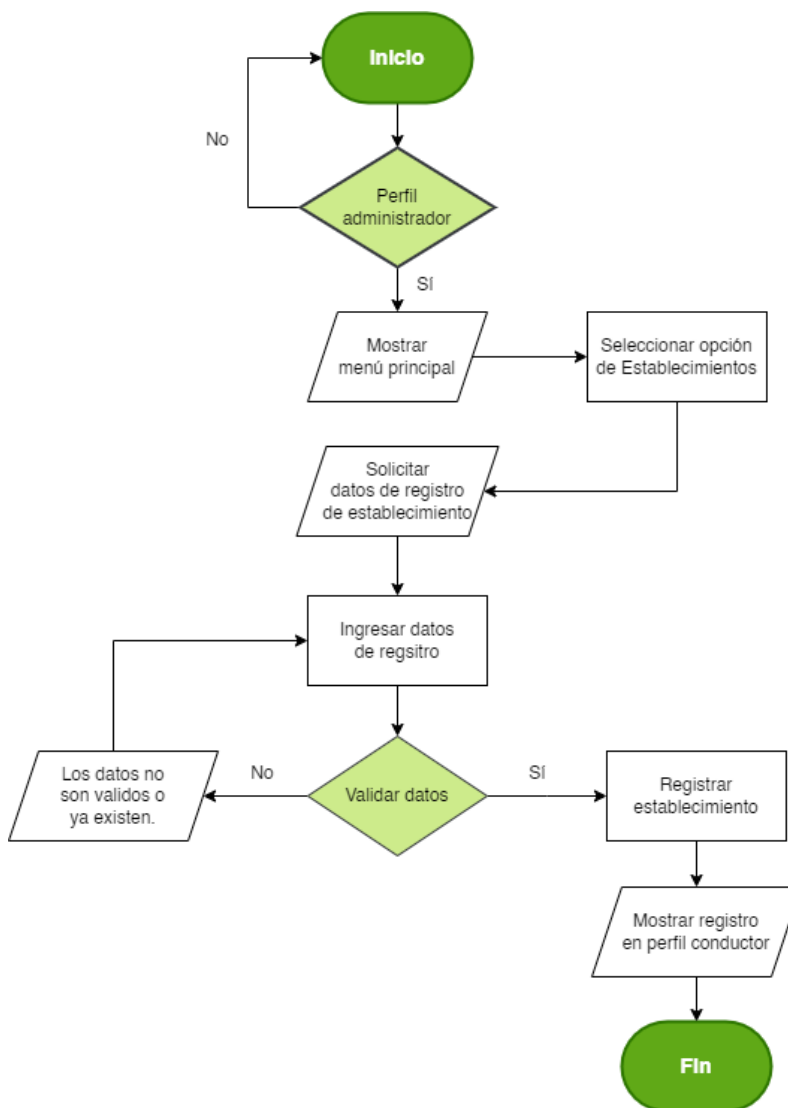 Inicio
No
Perfil
administrador
Sí
Mostrar
menú principal
Seleccionar opción
de Establecimientos
Solicitar
datos de registro
de establecimiento
Ingresar datos
de regsitro
Los datos no
son validos o
ya existen.
No
Validar datos
Sí
Registrar
establecimiento
Mostrar registro
en perfil conductor
Fin